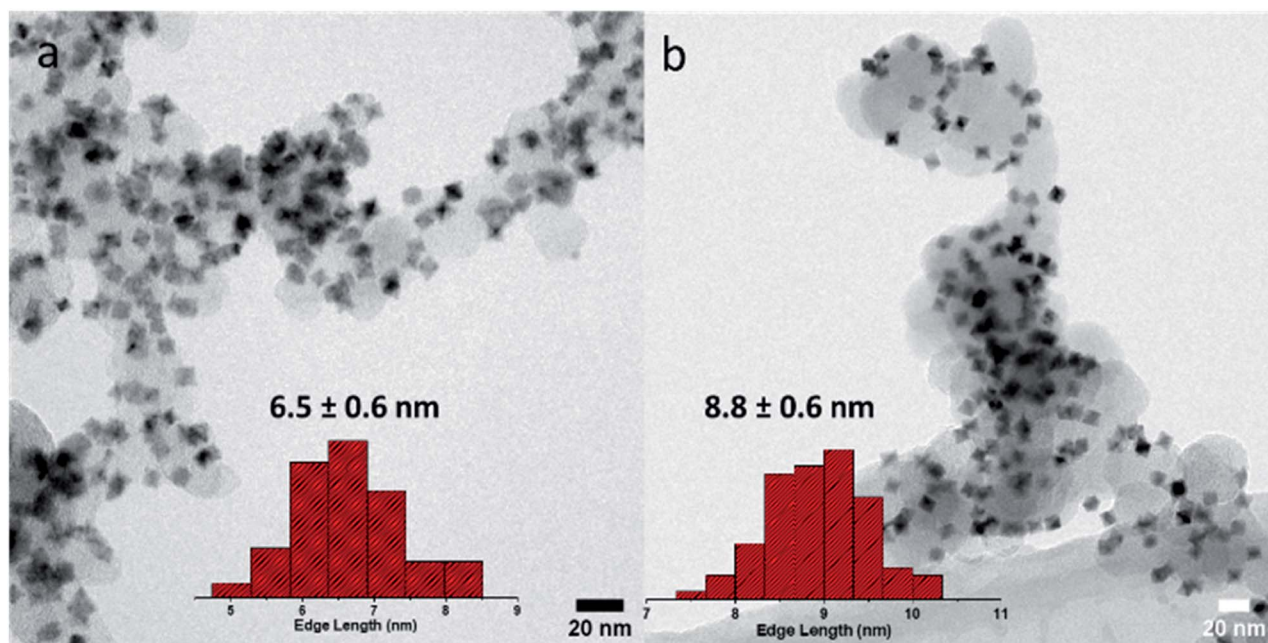 a
b
6.5 ± 0.6 nm
8.8 ± 0.6 nm
5 6 7 8 9
Edge Length (nm)
20 nm
7 8 9 10 11
Edge Length (nm)
20 nm